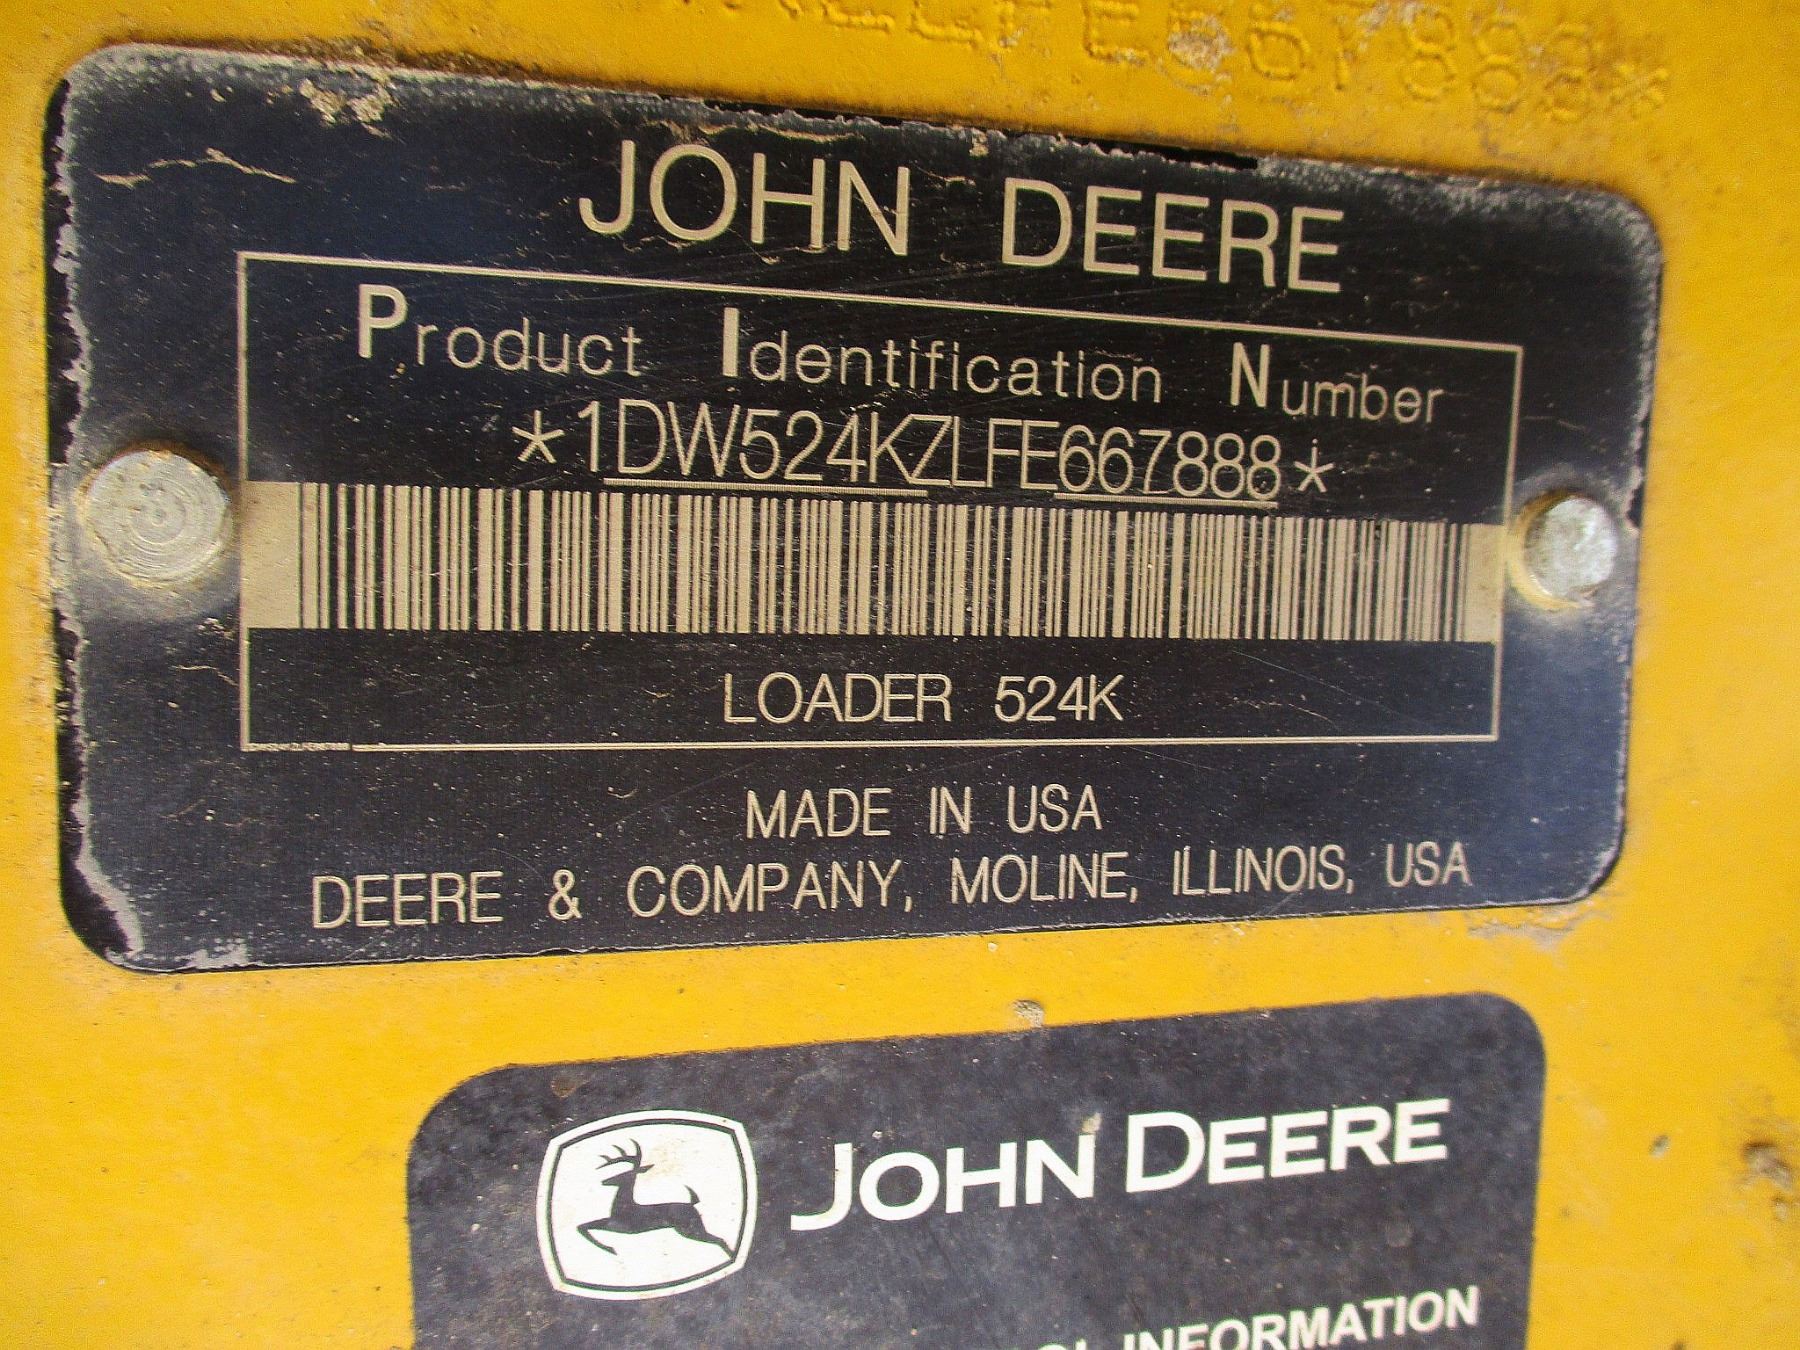 JOHN DEERE
Product Identification Number
*1DW524KZLFE667888*
LOADER 524K
MADE IN USA
DEERE & COMPANY, MOLINE, ILLINOIS, USA
JOHN DEERE
INFORMATION